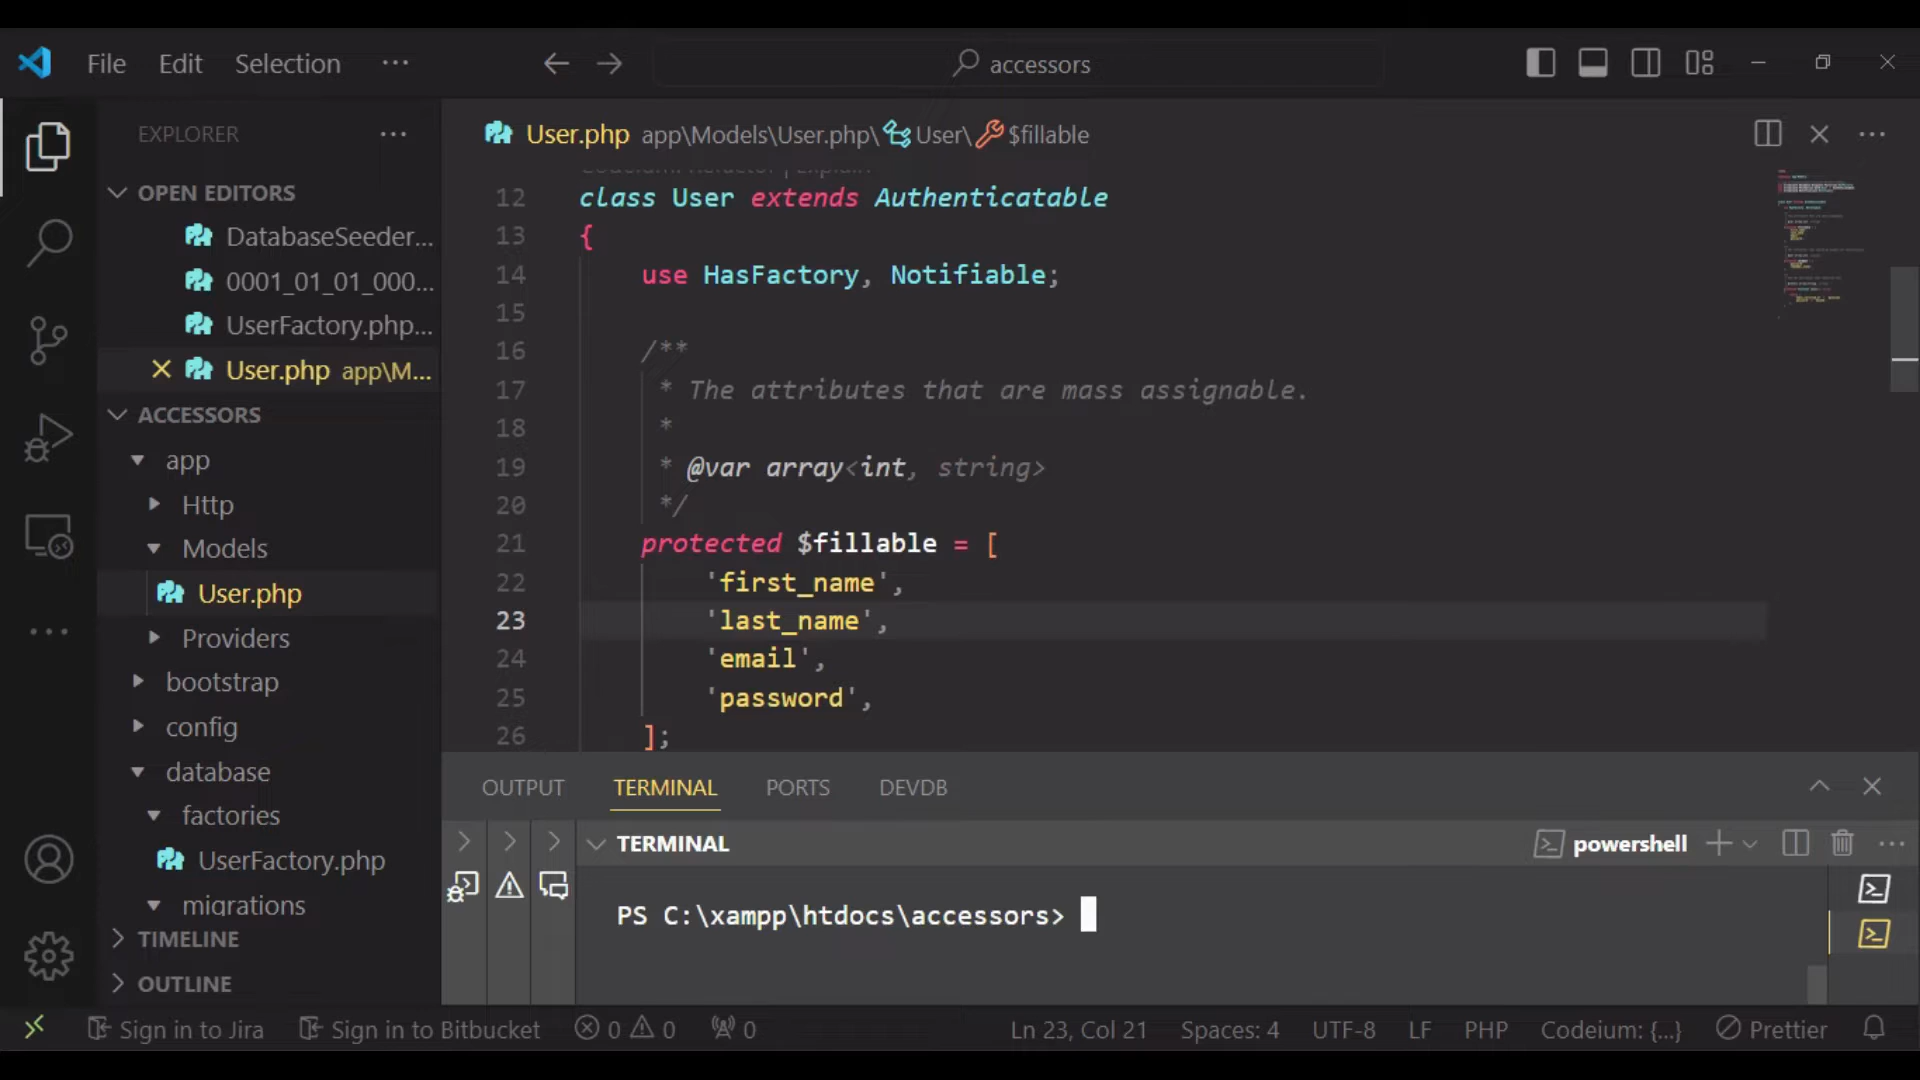 File Edit Selection ···
accessors
EXPLORER ···
OPEN EDITORS
DatabaseSeeder...
0001_01_01_000...
UserFactory.php...
User.php app\M...
ACCESSORS
app
Http
Models
User.php
Providers
bootstrap
config
database
factories
UserFactory.php
migrations
TIMELINE
OUTLINE
User.php app\Models\User.php\User\$fillable
12 class User extends Authenticatable
13 {
14 use HasFactory, Notifiable;
15
16 /**
17 * The attributes that are mass assignable.
18 *
19 * @var array<int, string>
20 */
21 protected $fillable = [
22 'first_name',
23 'last_name',
24 'email',
25 'password',
26 ];
OUTPUT TERMINAL PORTS DEVDB
TERMINAL
powershell
PS C:\xampp\htdocs\accessors>
Sign in to Jira Sign in to Bitbucket 0 0 0 Ln 23, Col 21 Spaces: 4 UTF-8 LF PHP Codeium: {...} Prettier